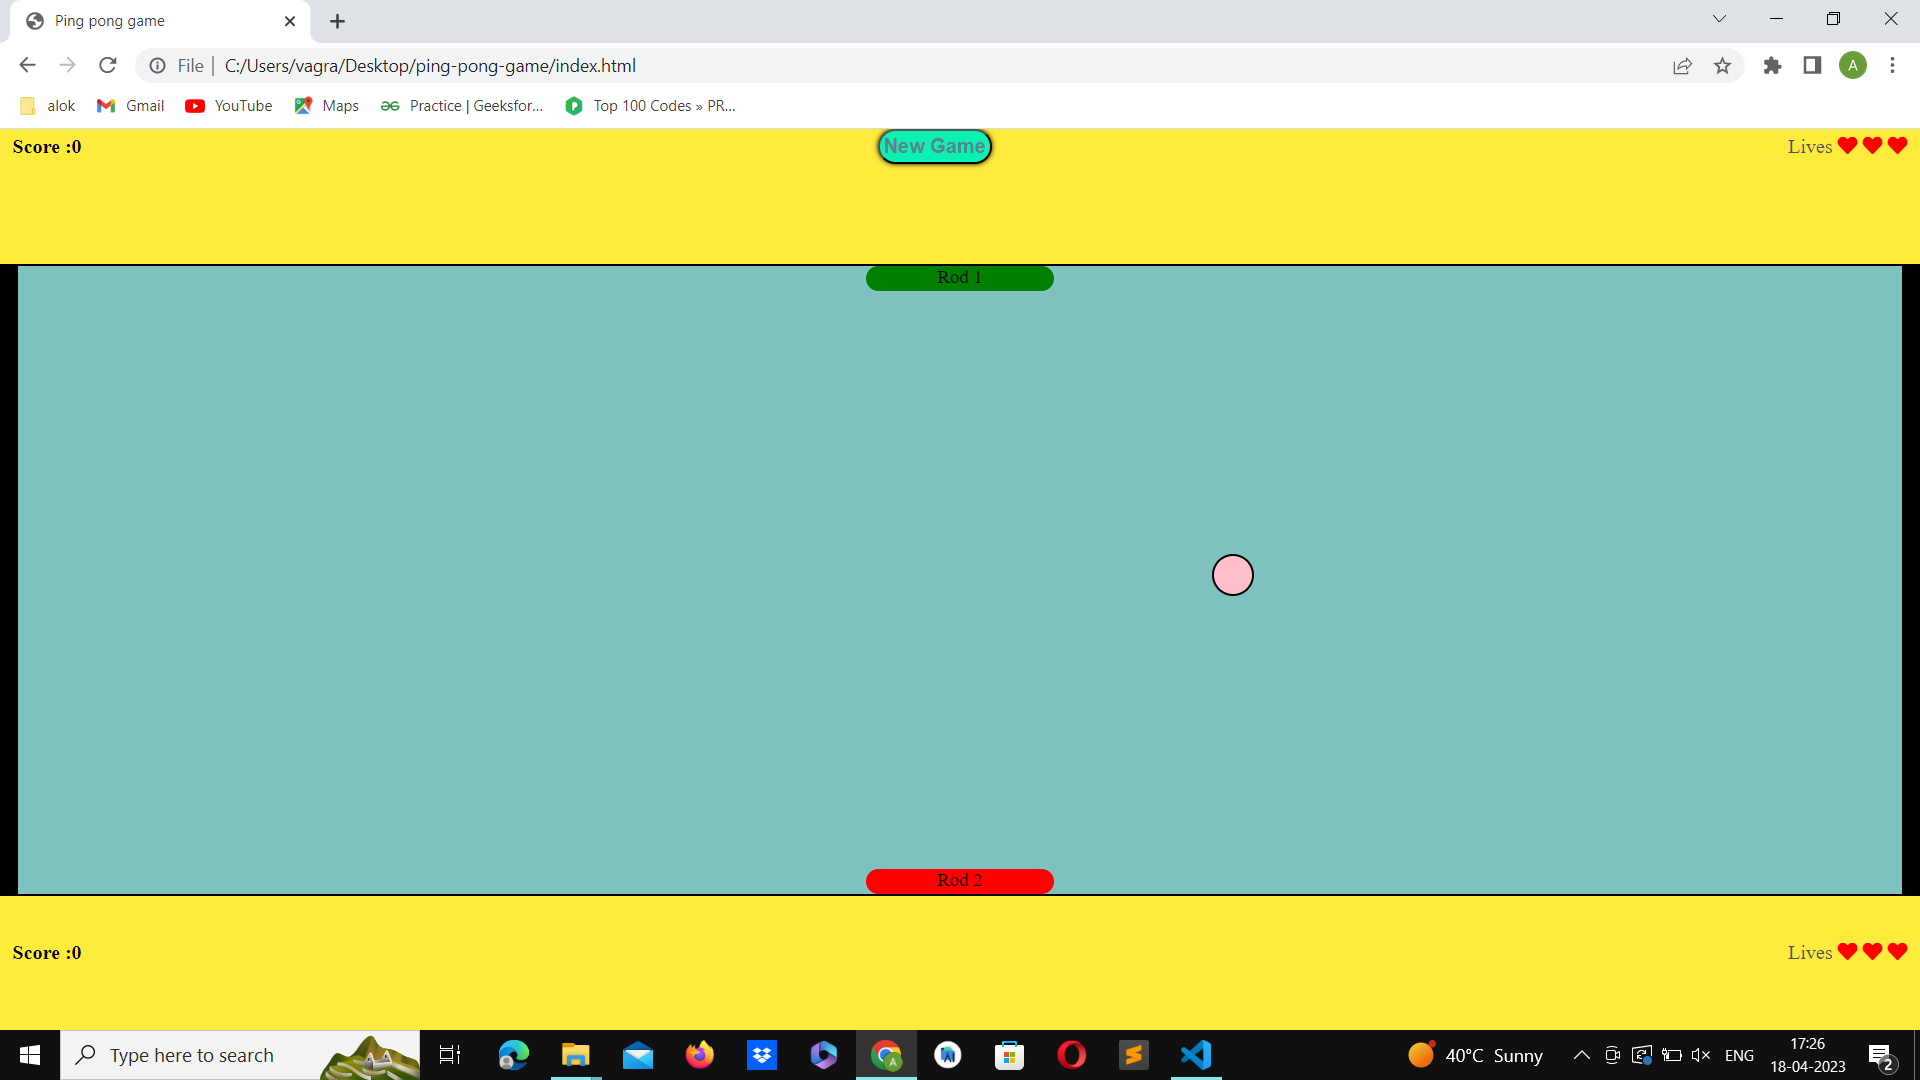 Ping pong game
File | C:/Users/vagra/Desktop/ping-pong-game/index.html
A
alok Gmail YouTube Maps Practice | Geeksfor... Top 100 Codes » PR...
Score :0 New Game Lives
Rod 1
Rod 2
Score :0 Lives
Type here to search
40°C Sunny ENG 17:26
18-04-2023
2